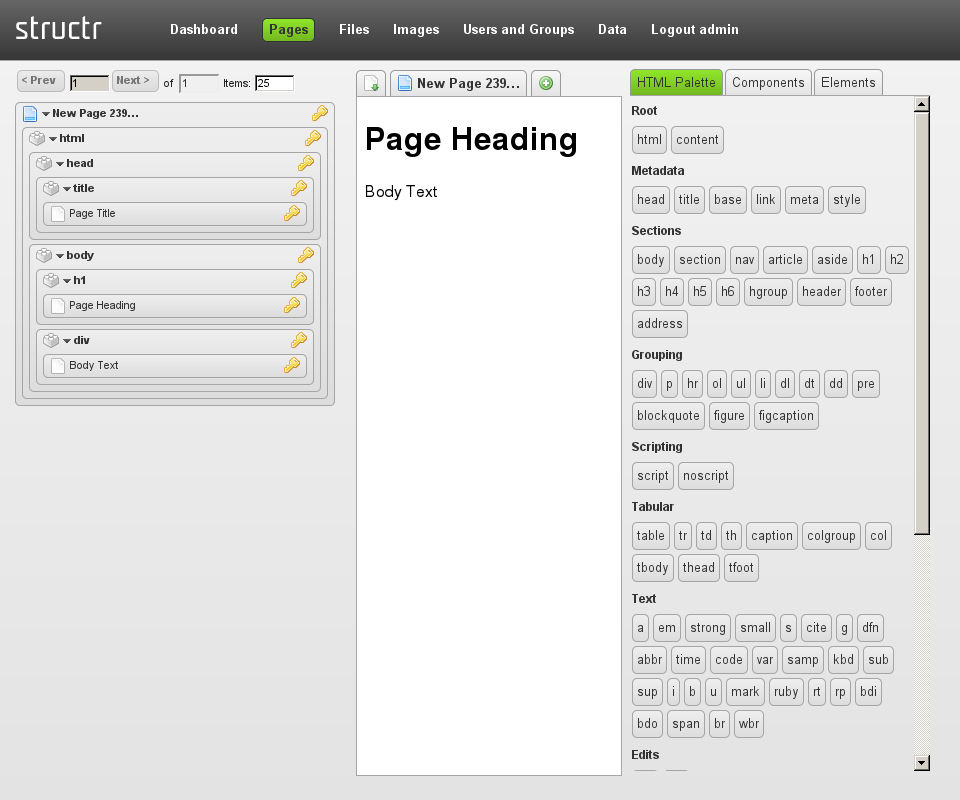 structr
Dashboard Pages Files Images Users and Groups Data Logout admin
< Prev 1 Next > of 1 Items: 25
New Page 239...
html
head
title
Page Title
body
h1
Page Heading
div
Body Text
New Page 239...
Page Heading
Body Text
HTML Palette Components Elements
Root
html content
Metadata
head title base link meta style
Sections
body section nav article aside h1 h2
h3 h4 h5 h6 hgroup header footer
address
Grouping
div p hr ol ul li dl dt dd pre
blockquote figure figcaption
Scripting
script noscript
Tabular
table tr td th caption colgroup col
tbody thead tfoot
Text
a em strong small s cite g dfn
abbr time code var samp kbd sub
sup i b u mark ruby rt rp bdi
bdo span br wbr
Edits